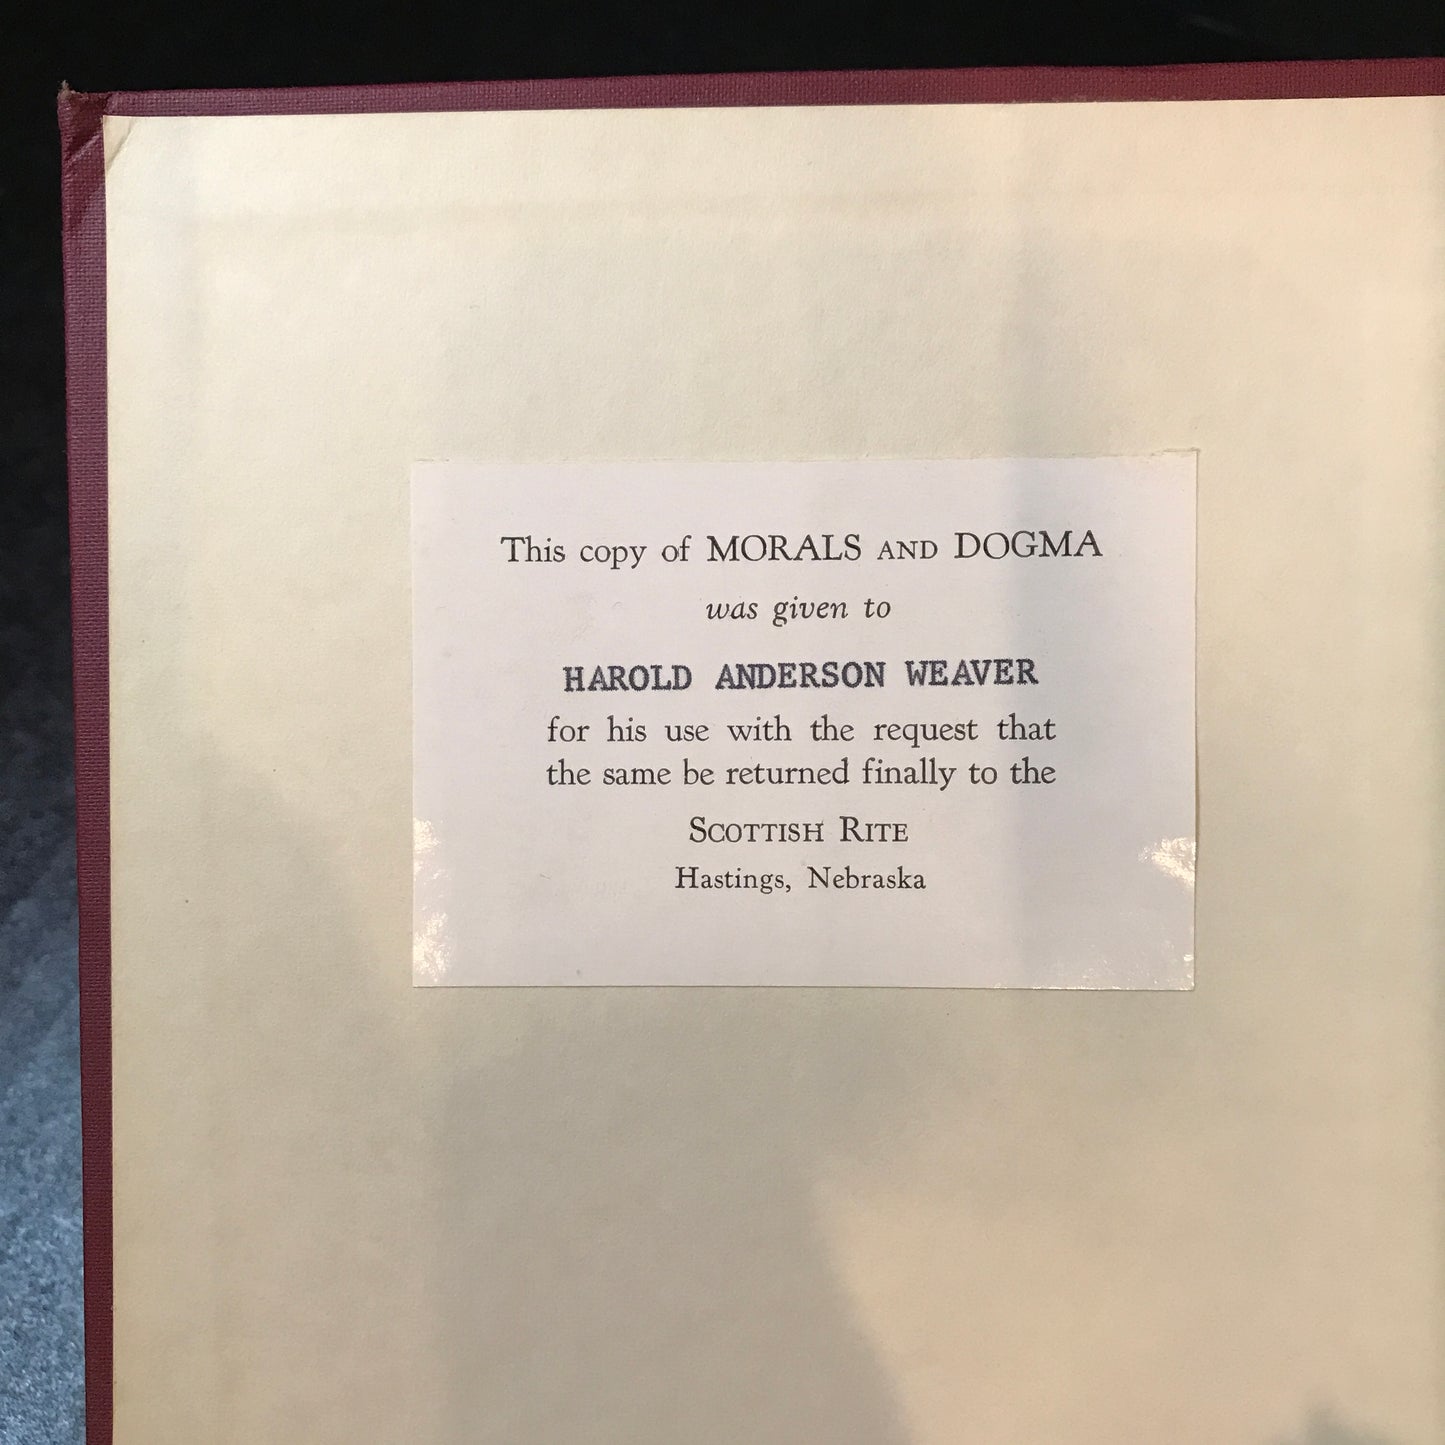 This copy of MORALS AND DOGMA
was given to
HAROLD ANDERSON WEAVER
for his use with the request that
the same be returned finally to the
SCOTTISH RITE
Hastings, Nebraska